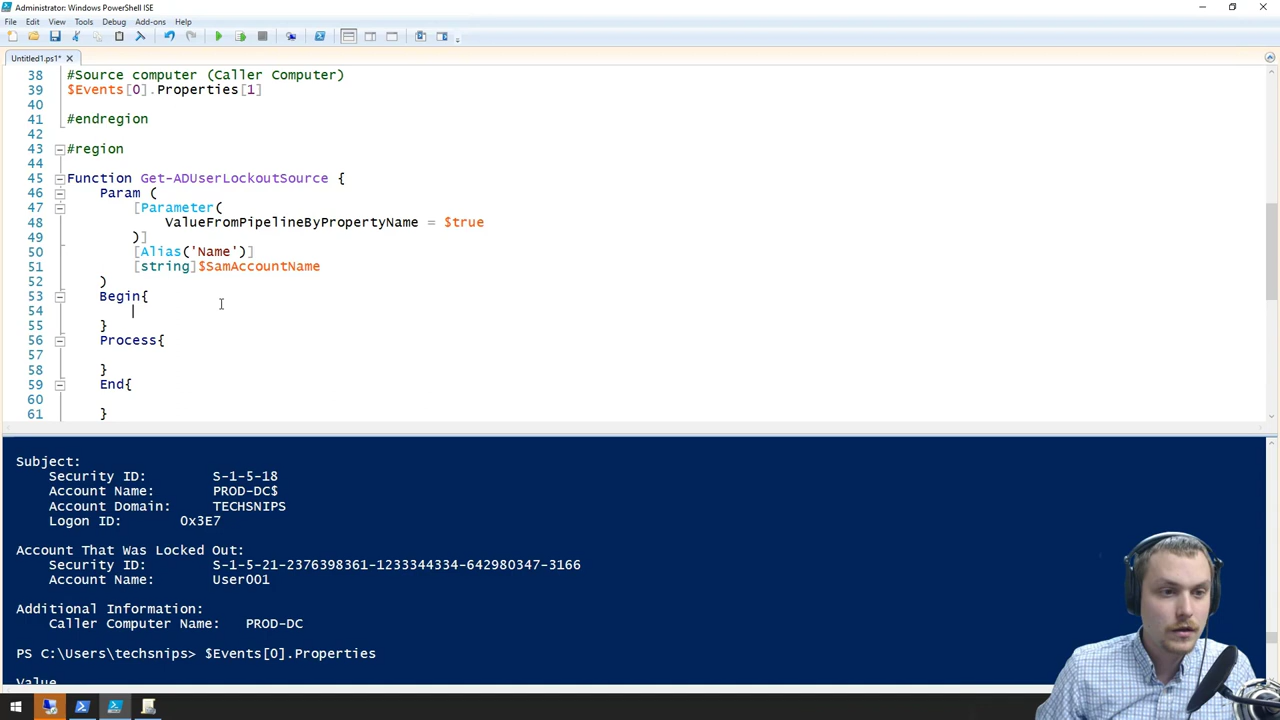 Administrator: Windows PowerShell ISE
File Edit View Tools Debug Add-ons Help
Untitled1.ps1*
38 #Source computer (Caller Computer)
39 $Events[0].Properties[1]
40
41 #endregion
42
43 #region
44
45 Function Get-ADUserLockoutSource {
46 Param (
47 [Parameter(
48 ValueFromPipelineByPropertyName = $true
49 )]
50 [Alias('Name')]
51 [string]$SamAccountName
52 )
53 Begin{
54
55 }
56 Process{
57
58 }
59 End{
60
61 }
Subject:
Security ID: S-1-5-18
Account Name: PROD-DC$
Account Domain: TECHSNIPS
Logon ID: 0x3E7
Account That Was Locked Out:
Security ID: S-1-5-21-2376398361-1233344334-642980347-3166
Account Name: User001
Additional Information:
Caller Computer Name: PROD-DC
PS C:\Users\techsnips> $Events[0].Properties
Value